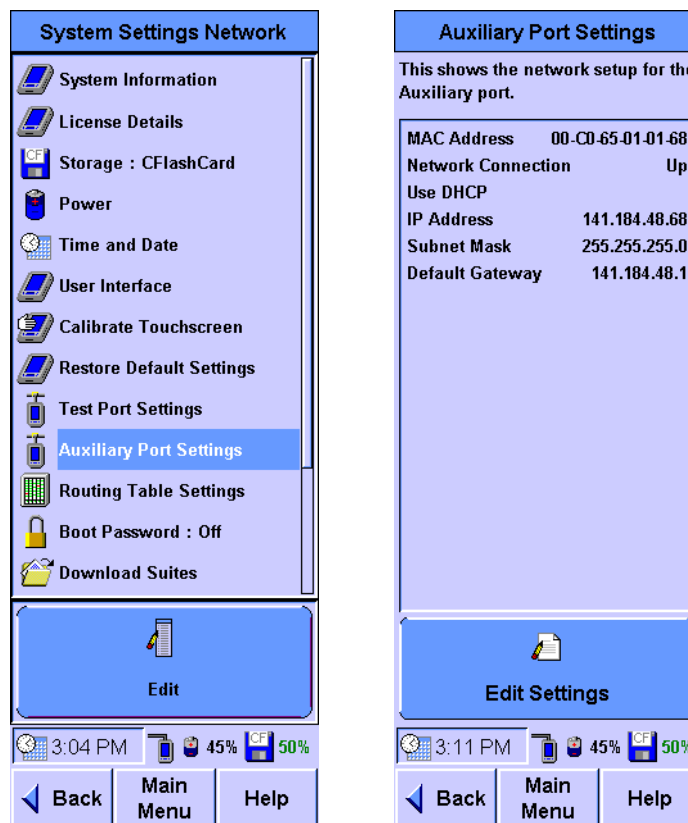 System Settings Network
System Information
License Details
CF
Storage : CFlashCard
Power
Time and Date
User Interface
Calibrate Touchscreen
Restore Default Settings
Test Port Settings
Auxiliary Port Settings
Routing Table Settings
Boot Password : Off
Download Suites
Edit
3:04 PM 45% CF 50%
Back Main Menu Help
Auxiliary Port Settings
This shows the network setup for the
Auxiliary port.
MAC Address 00-C0-65-01-01-68
Network Connection Up
Use DHCP
IP Address 141.184.48.68
Subnet Mask 255.255.255.0
Default Gateway 141.184.48.1
Edit Settings
3:11 PM 45% CF 50%
Back Main Menu Help